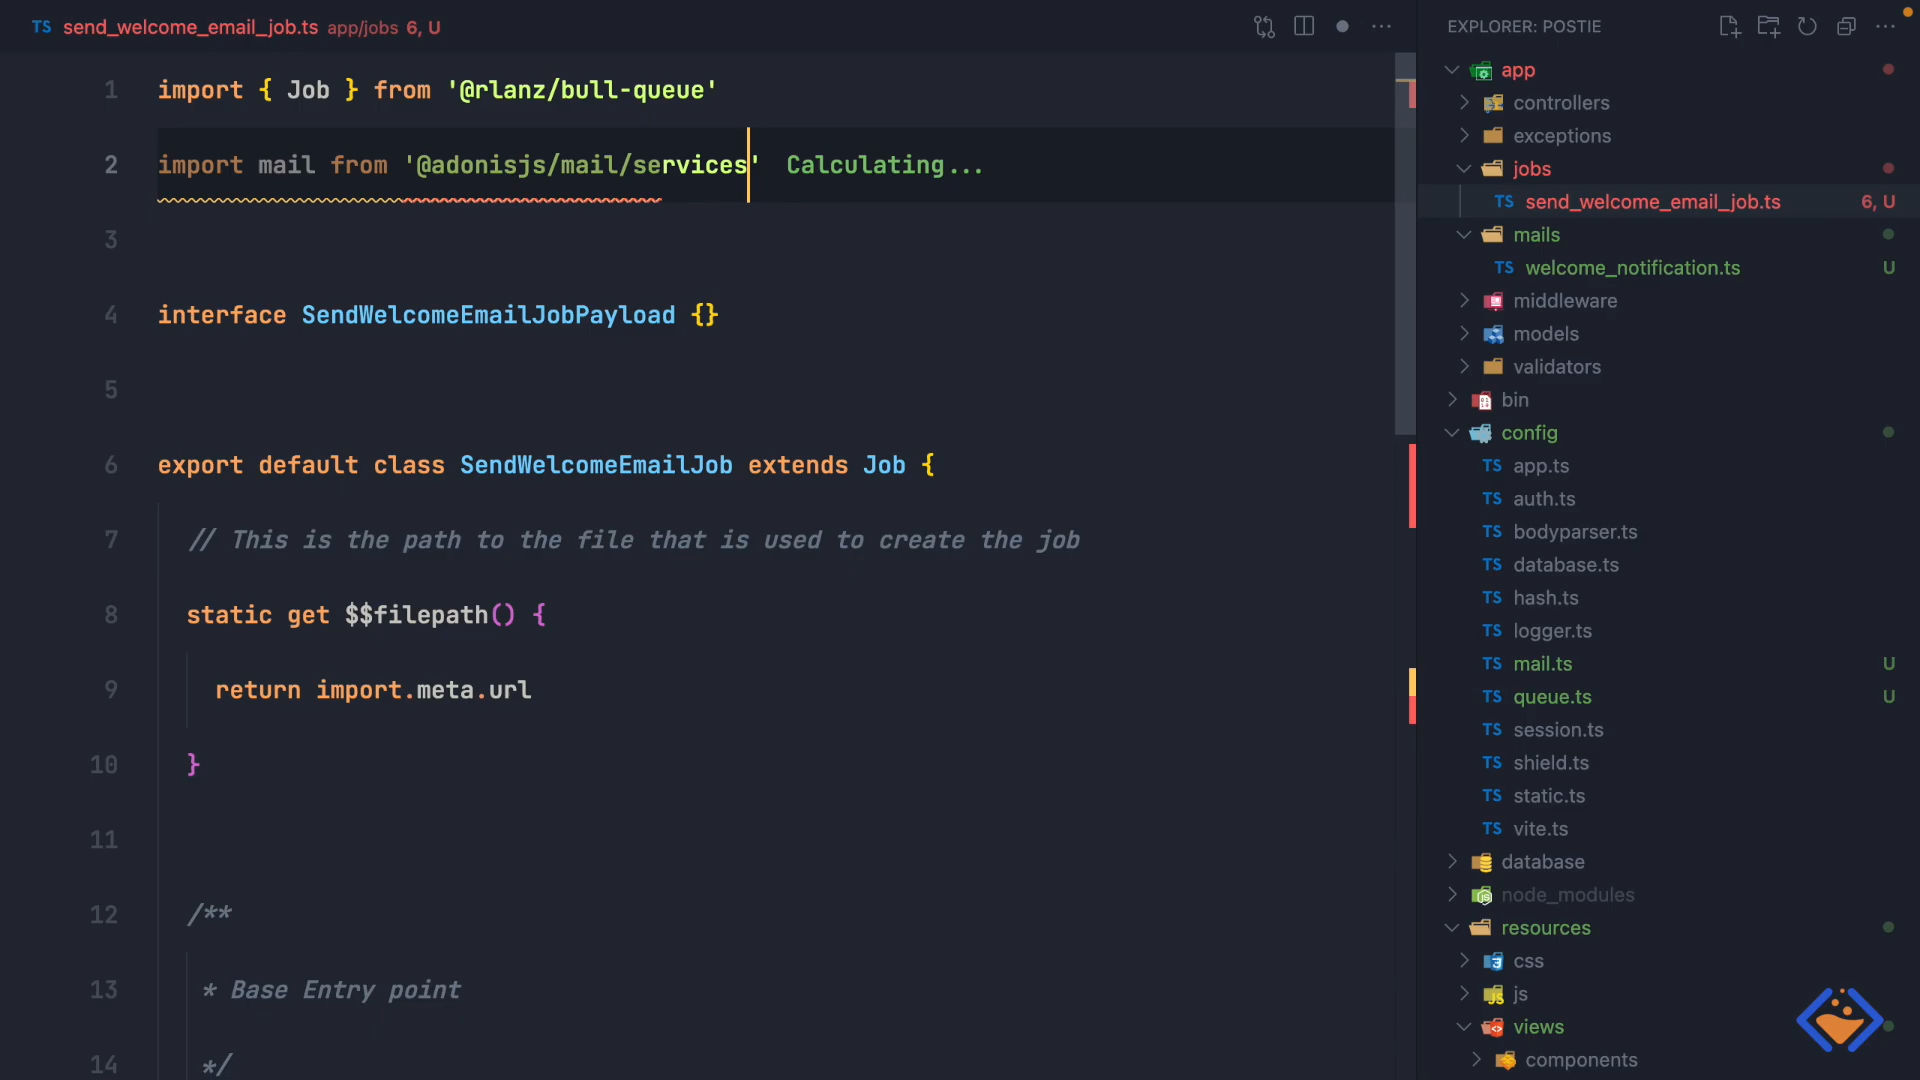 TS send_welcome_email_job.ts app/jobs 6, U
1 import { Job } from '@rlanz/bull-queue'
2 import mail from '@adonisjs/mail/services' Calculating...
3
4 interface SendWelcomeEmailJobPayload {}
5
6 export default class SendWelcomeEmailJob extends Job {
7 // This is the path to the file that is used to create the job
8 static get $$filepath() {
9 return import.meta.url
10 }
11
12 /**
13 * Base Entry point
14 */
EXPLORER: POSTIE
app
controllers
exceptions
jobs
TS send_welcome_email_job.ts 6, U
mails
TS welcome_notification.ts U
middleware
models
validators
bin
config
TS app.ts
TS auth.ts
TS bodyparser.ts
TS database.ts
TS hash.ts
TS logger.ts
TS mail.ts U
TS queue.ts U
TS session.ts
TS shield.ts
TS static.ts
TS vite.ts
database
node_modules
resources
css
js
views
components